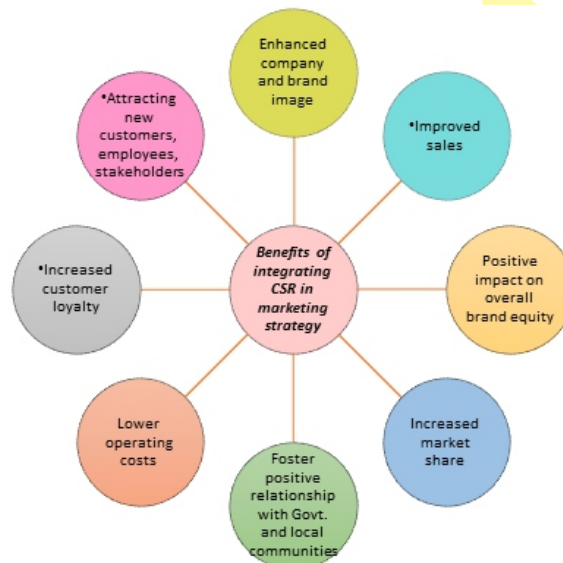 Enhanced
company
and brand
image
•Improved
sales
Positive
impact on
overall
brand equity
Increased
market
share
Foster
positive
relationship
with Govt.
and local
communities
Lower
operating
costs
•Increased
customer
loyalty
•Attracting
new
customers,
employees,
stakeholders
Benefits of
integrating
CSR in
marketing
strategy